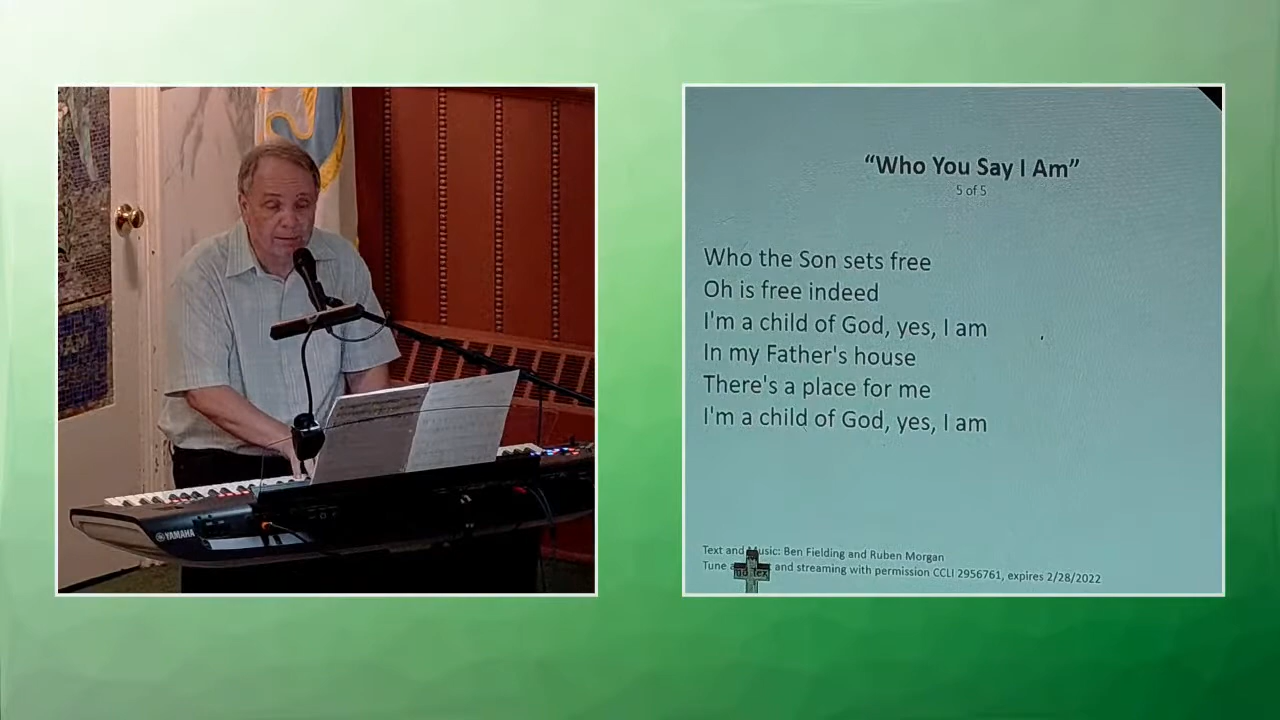 YAMAHA
“Who You Say I Am”
5 of 5
Who the Son sets free
Oh is free indeed
I'm a child of God, yes, I am
In my Father's house
There's a place for me
I'm a child of God, yes, I am
Text and Music: Ben Fielding and Ruben Morgan
Tune and streaming with permission CCLI 2956761, expires 2/28/2022